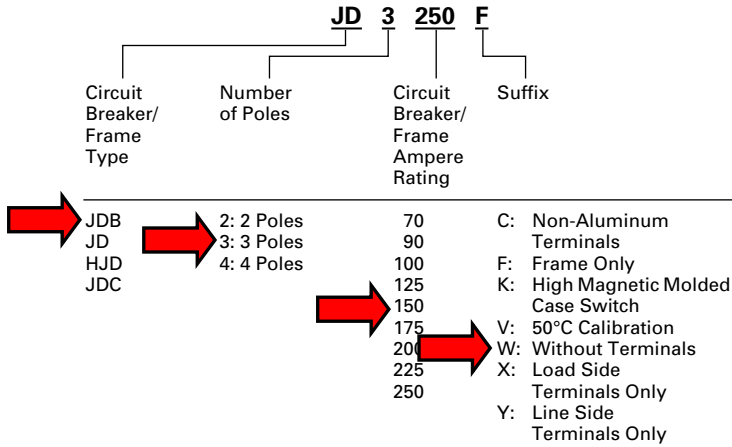 JD 3 250 F
Circuit Breaker/ Frame Type
Number of Poles
Circuit Breaker/ Frame Ampere Rating
Suffix
JDB
JD
HJD
JDC
2: 2 Poles
3: 3 Poles
4: 4 Poles
70
90
100
125
150
175
200
225
250
C: Non-Aluminum
Terminals
F: Frame Only
K: High Magnetic Molded
Case Switch
V: 50°C Calibration
W: Without Terminals
X: Load Side
Terminals Only
Y: Line Side
Terminals Only